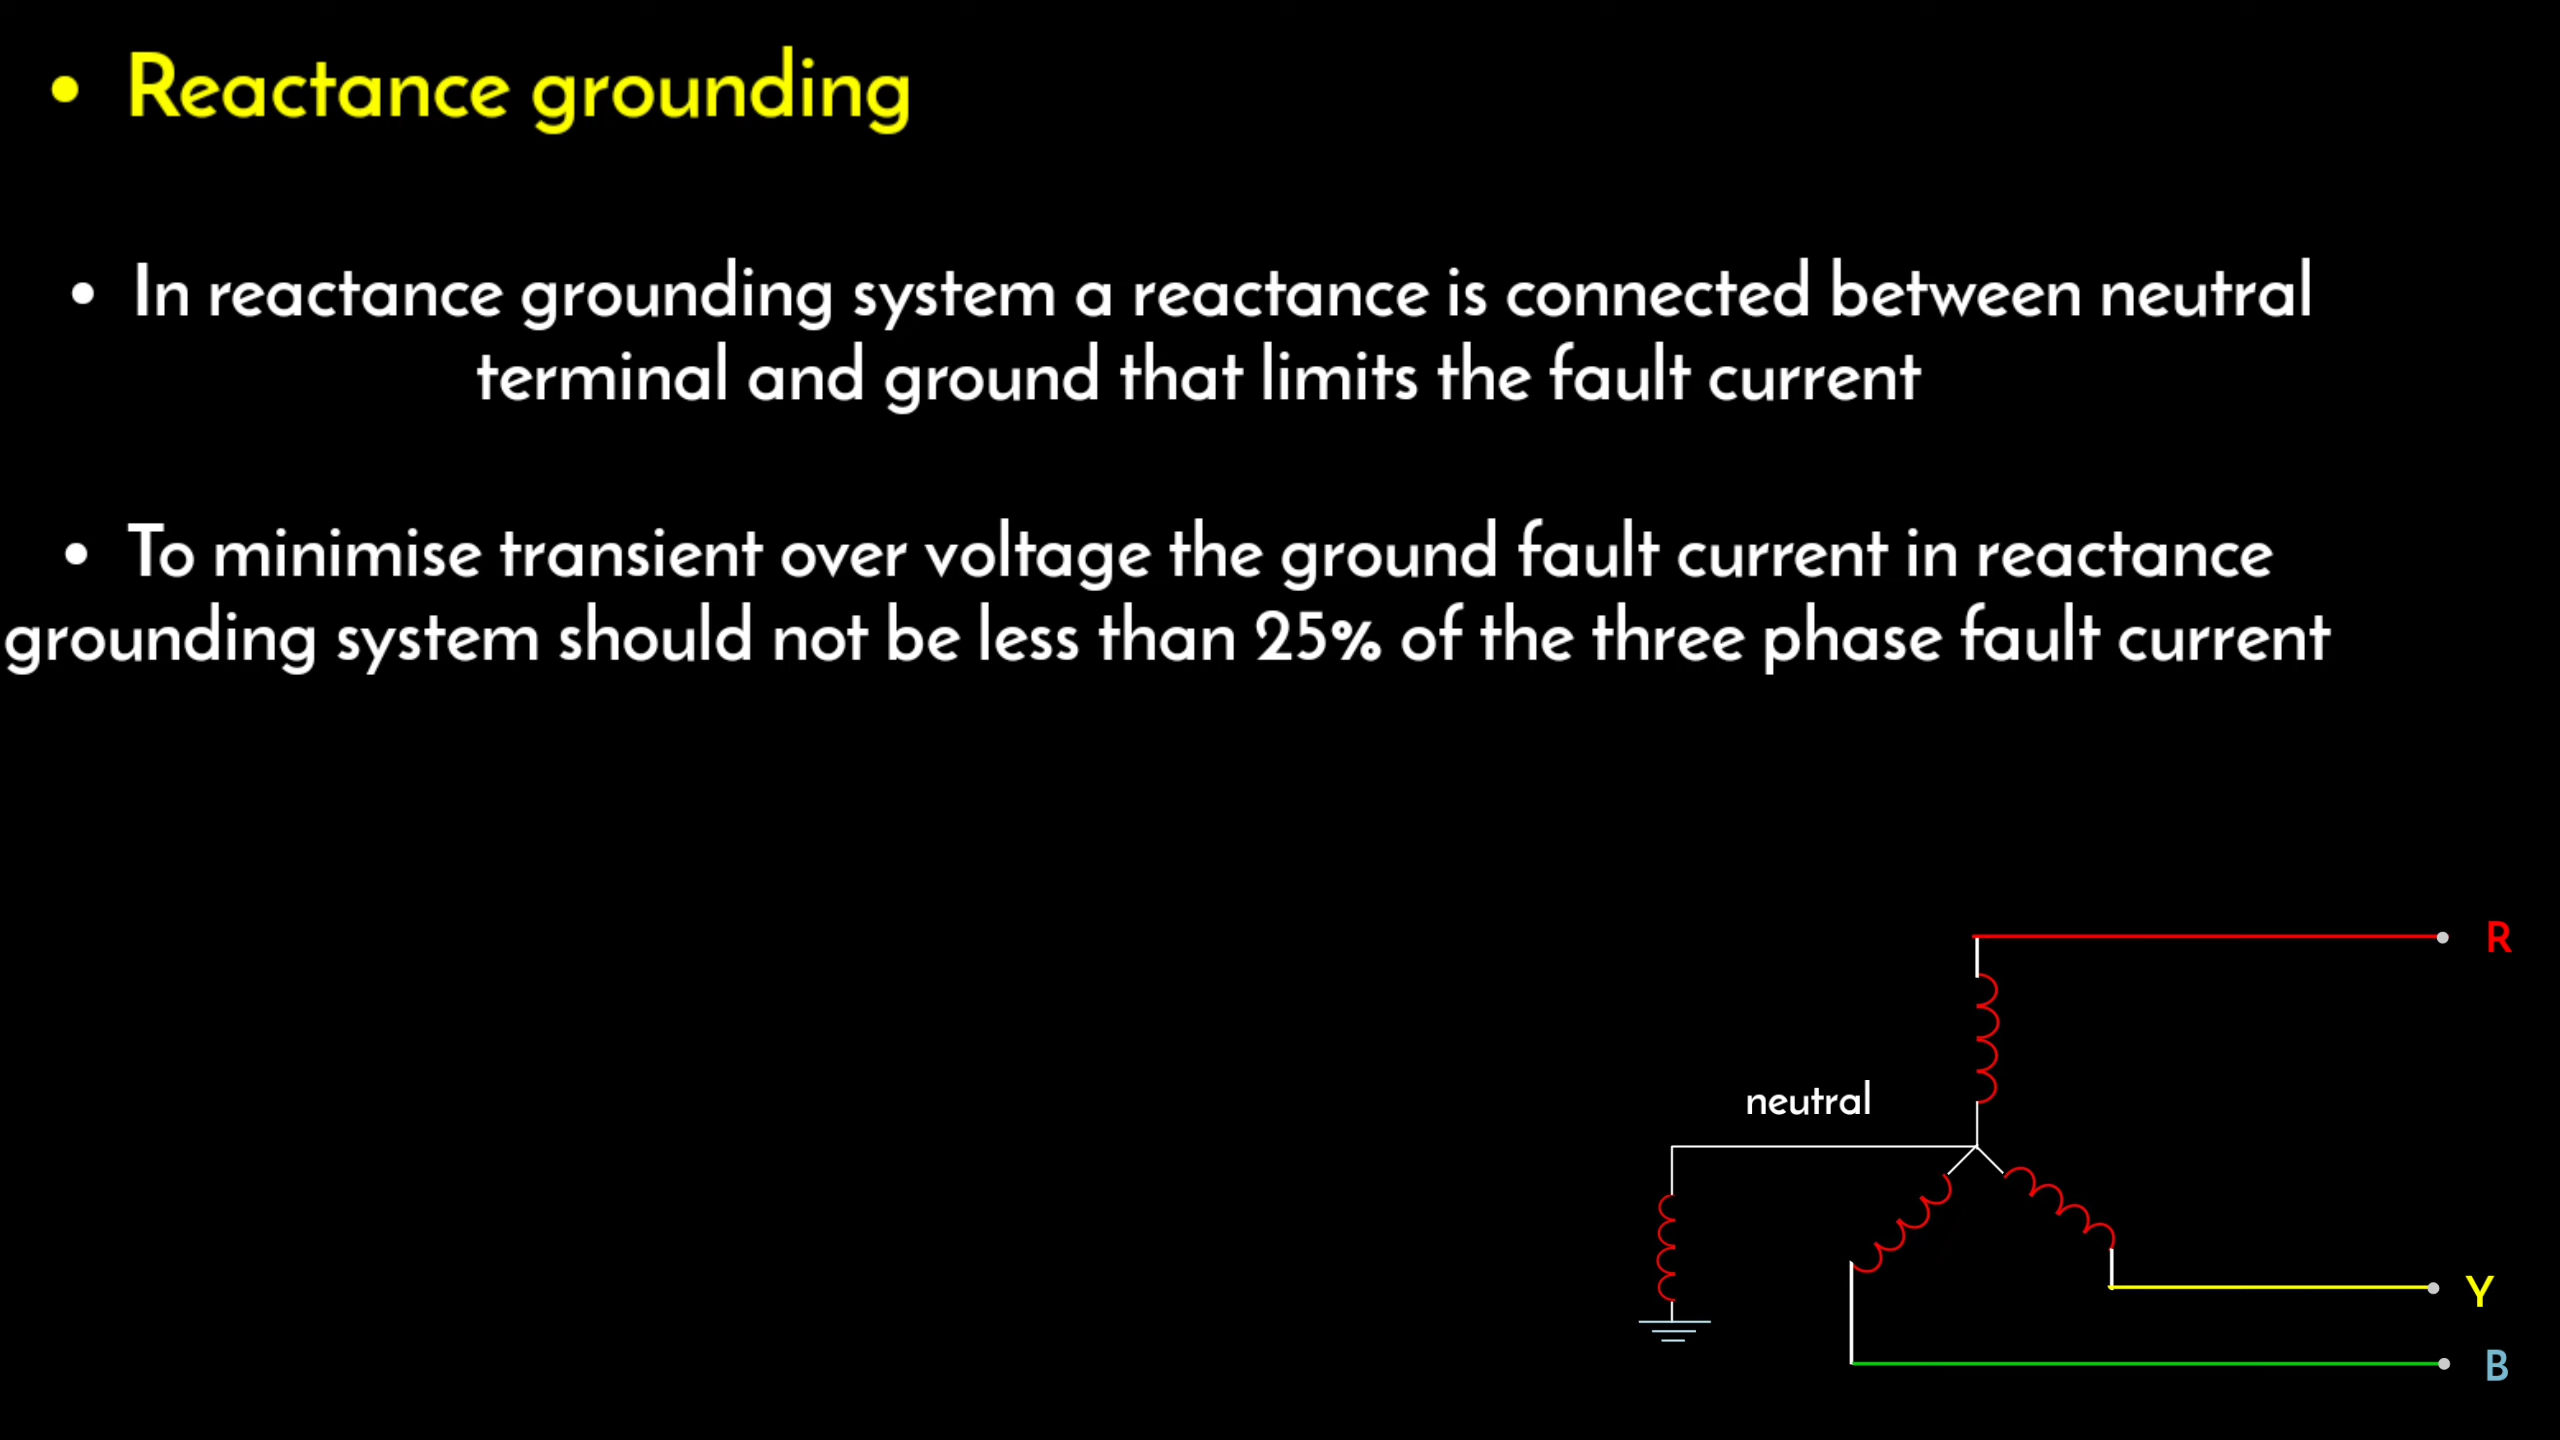 • Reactance grounding
• In reactance grounding system a reactance is connected between neutral
terminal and ground that limits the fault current
• To minimise transient over voltage the ground fault current in reactance
grounding system should not be less than 25% of the three phase fault current
R
neutral
Y
B